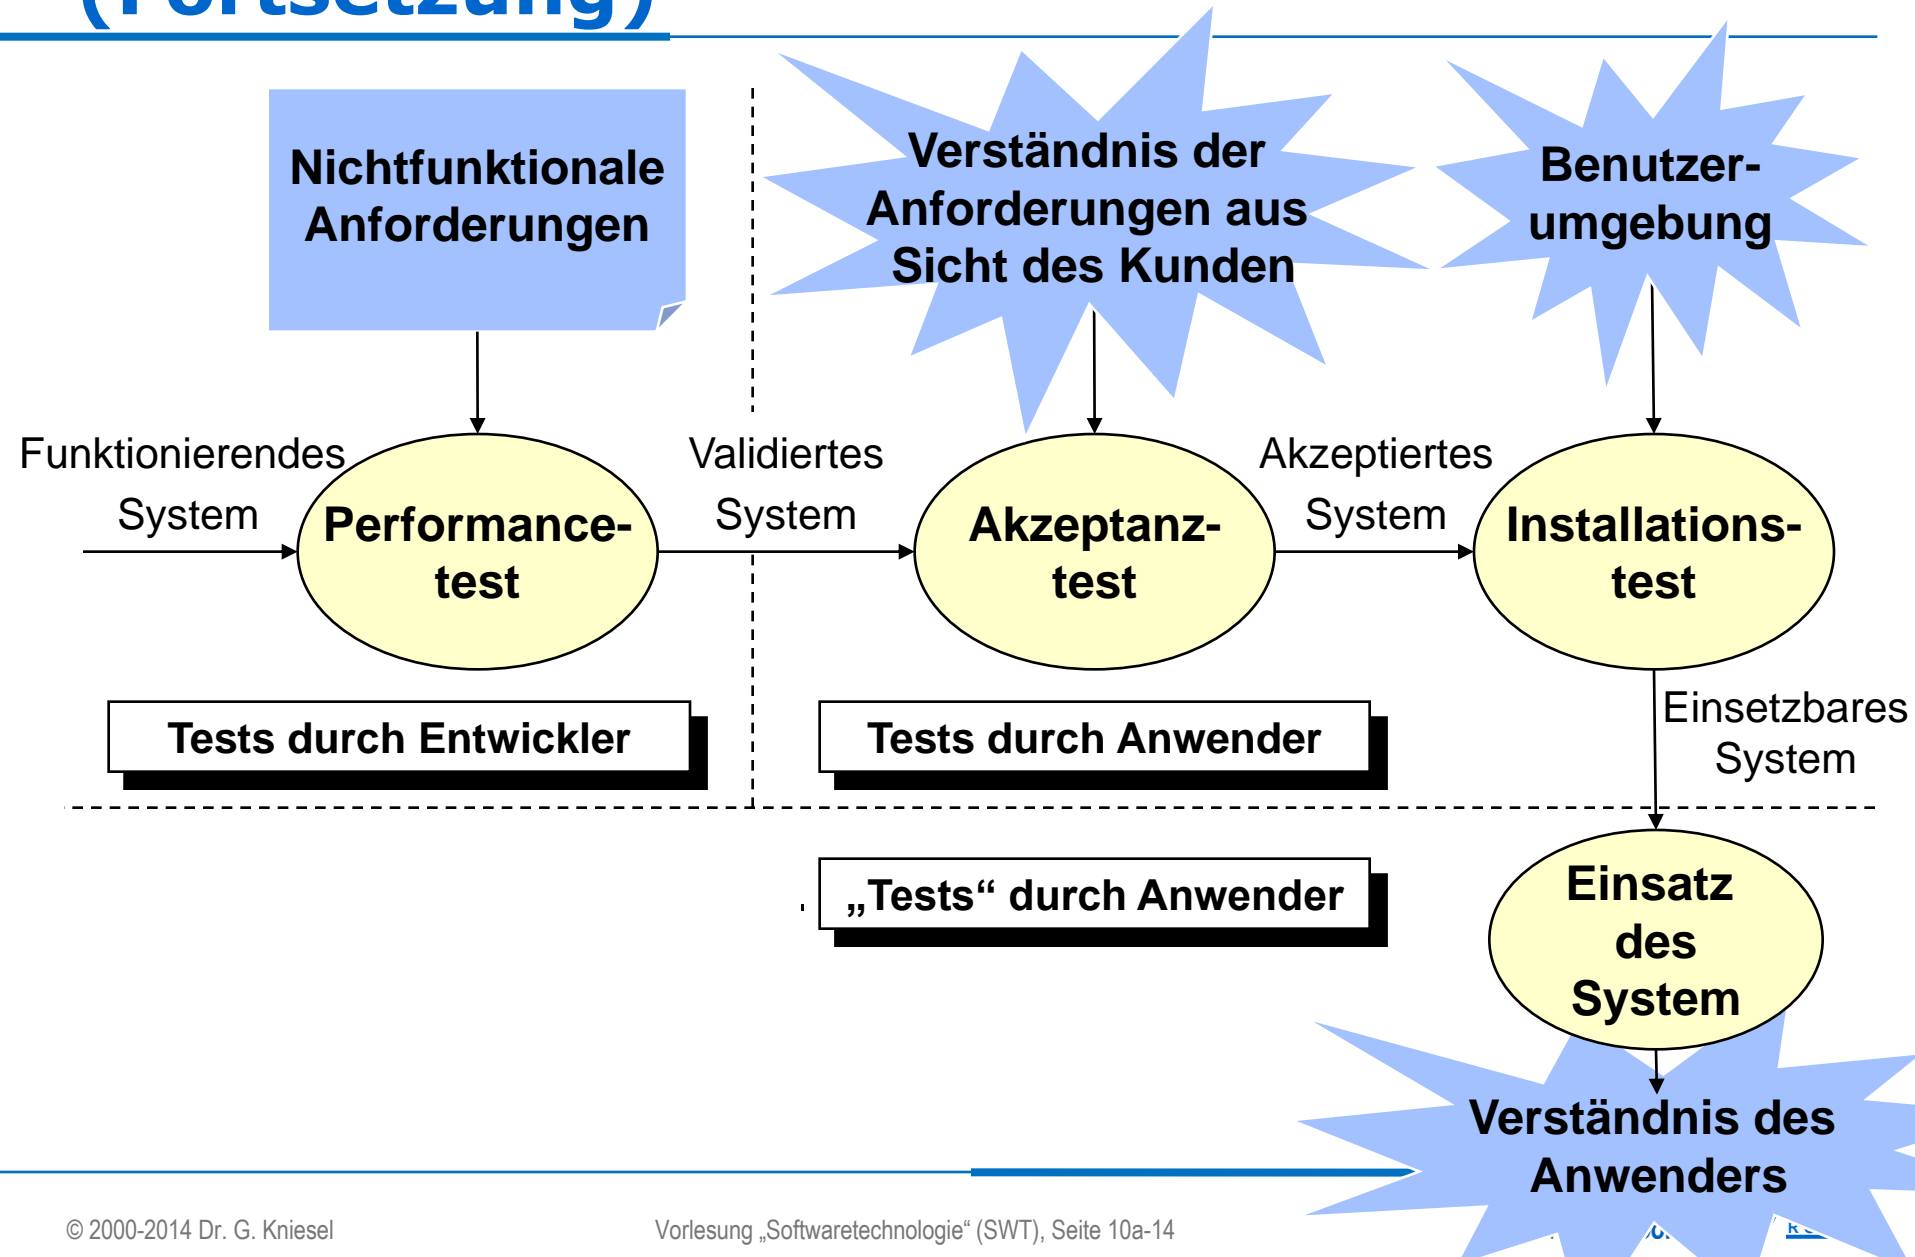 (Fortsetzung)
Nichtfunktionale
Anforderungen
Verständnis der
Anforderungen aus
Sicht des Kunden
Benutzer-
umgebung
Funktionierendes
System
Performance-
test
Validiertes
System
Akzeptanz-
test
Akzeptiertes
System
Installations-
test
Tests durch Entwickler
Tests durch Anwender
Einsetzbares
System
„Tests“ durch Anwender
Einsatz
des
System
Verständnis des
Anwenders
© 2000-2014 Dr. G. Kniesel
Vorlesung „Softwaretechnologie“ (SWT), Seite 10a-14